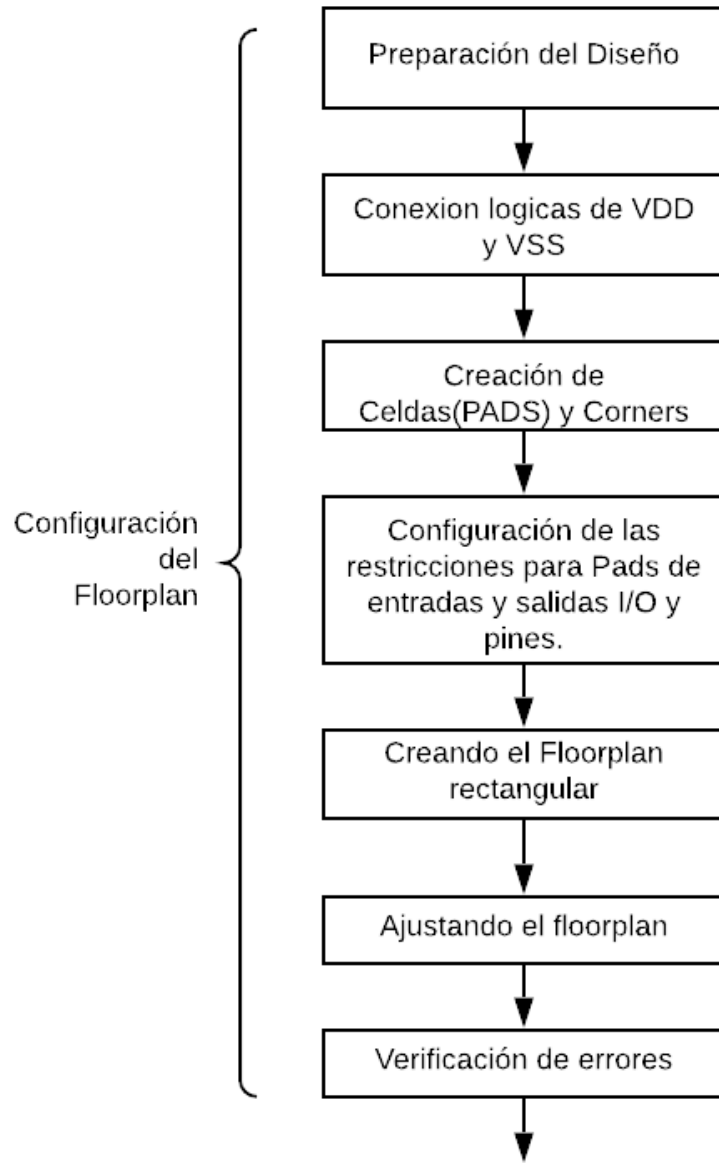 Preparación del Diseño
Conexion logicas de VDD
y VSS
Creación de
Celdas(PADS) y Corners
Configuración
del
Floorplan
Configuración de las
restricciones para Pads de
entradas y salidas I/O y
pines.
Creando el Floorplan
rectangular
Ajustando el floorplan
Verificación de errores